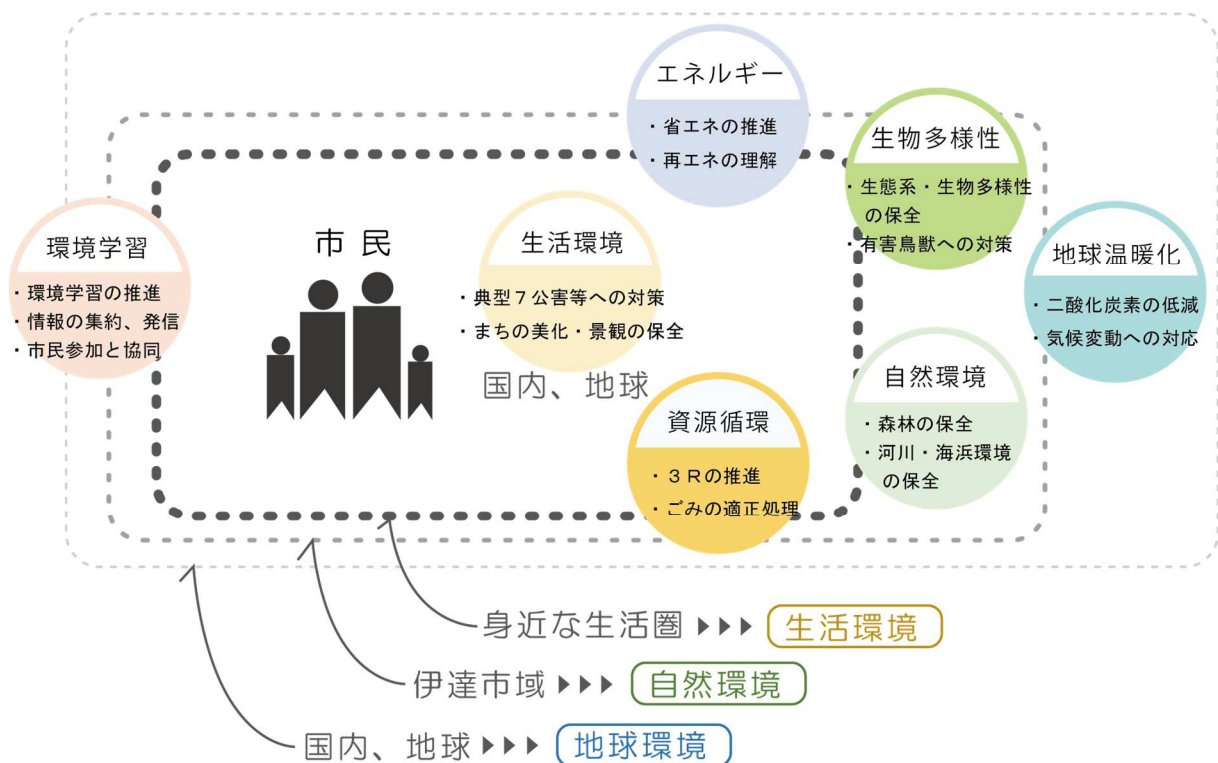 エネルギー
・省エネの推進
・再エネの理解
生物多様性
・生態系・生物多様性
の保全
・有害鳥獣への対策
環境学習
・環境学習の推進
・情報の集約、発信
・市民参加と協同
市民
生活環境
・典型７公害等への対策
・まちの美化・景観の保全
国内、地球
地球温暖化
・二酸化炭素の低減
・気候変動への対応
資源循環
・３Ｒの推進
・ごみの適正処理
自然環境
・森林の保全
・河川・海浜環境
の保全
身近な生活圏 ▶▶▶ 生活環境
伊達市域 ▶▶▶ 自然環境
国内、地球 ▶▶▶ 地球環境